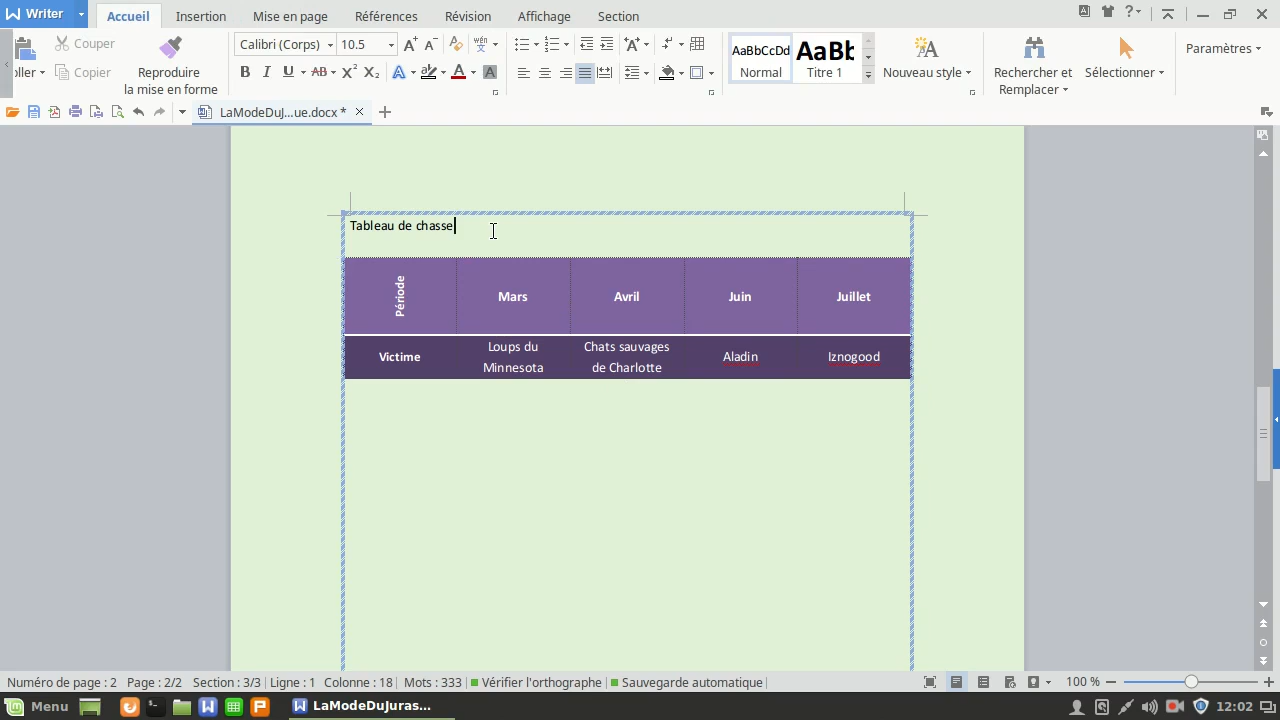 Writer
Accueil Insertion Mise en page Références Révision Affichage Section
oller Couper Copier
Reproduire
la mise en forme
Calibri (Corps) 10.5
AaBbCcDd AaBb
Normal Titre 1
Nouveau style
Rechercher et
Remplacer
Sélectionner
Paramètres
LaModeDuJ...ue.docx *
Tableau de chasse
Période Mars Avril Juin Juillet
Victime
Loups du
Minnesota
Chats sauvages
de Charlotte
Aladin
Iznogood
Numéro de page : 2 Page : 2/2 Section : 3/3 Ligne : 1 Colonne : 18 Mots : 333 Vérifier l'orthographe Sauvegarde automatique 100 %
Menu LaModeDuJuras... 12:02